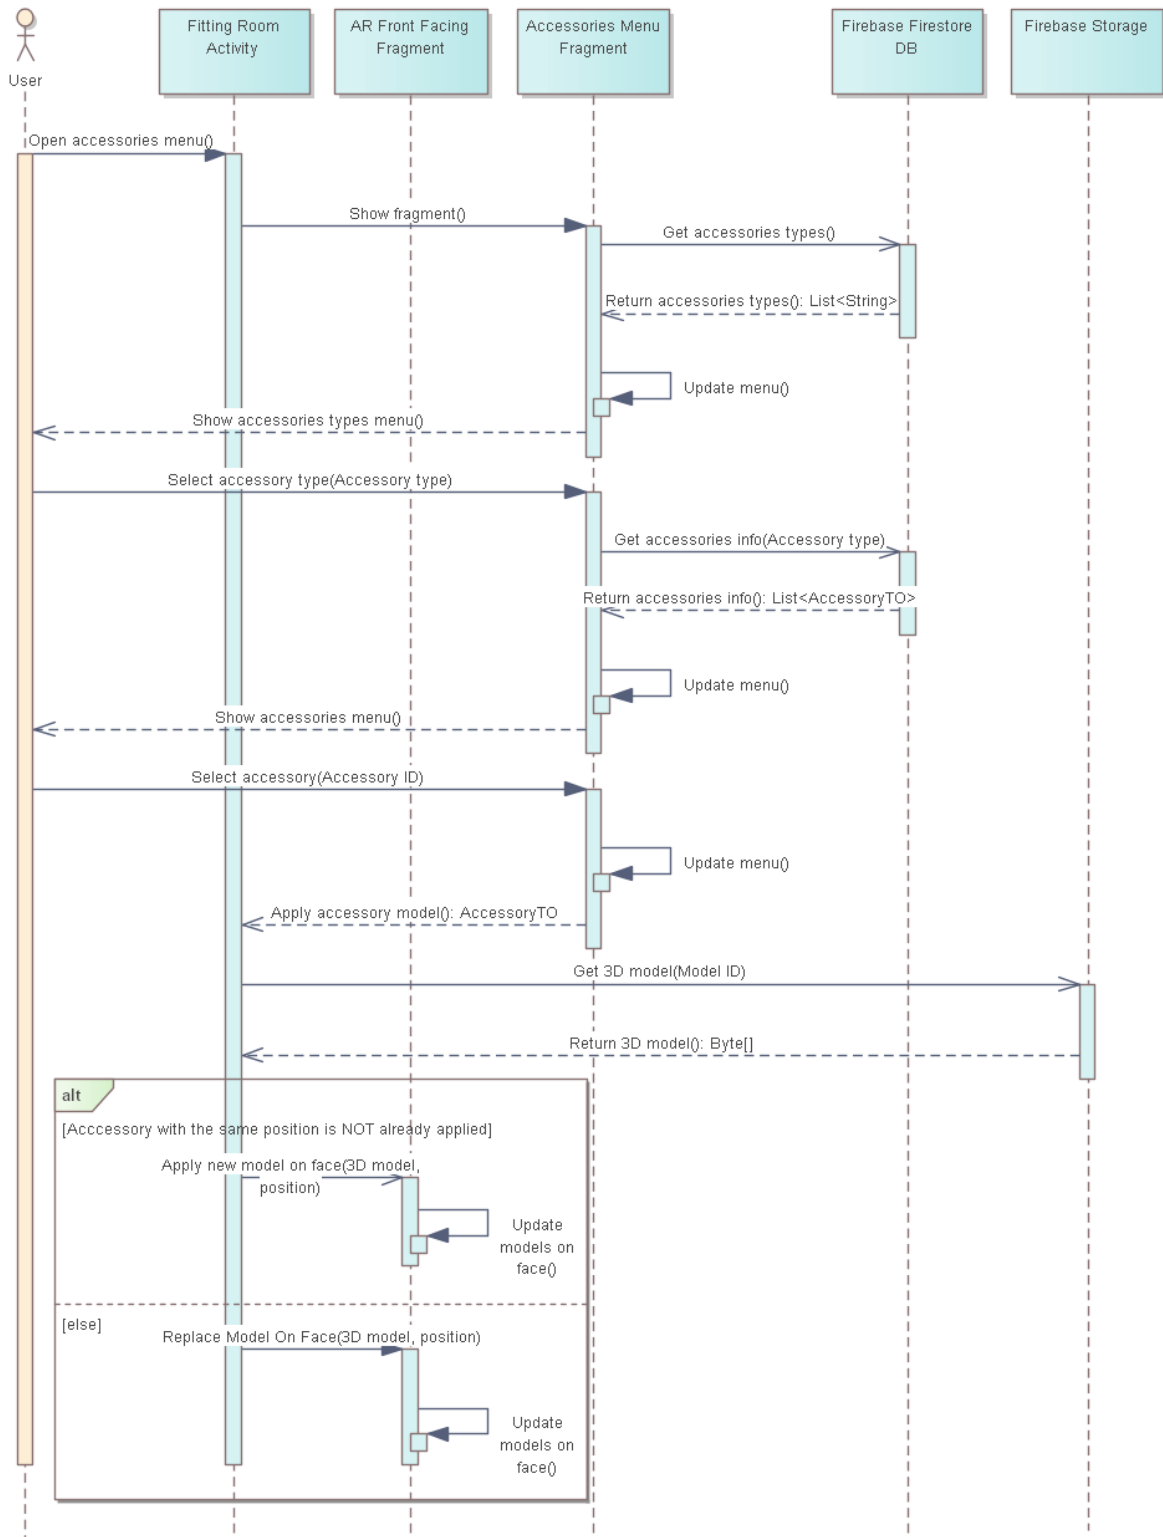 Fitting Room
Activity
AR Front Facing
Fragment
Accessories Menu
Fragment
Firebase Firestore
DB
Firebase Storage
User
Open accessories menu()
Show fragment()
Get accessories types()
Return accessories types(): List<String>
Update menu()
Show accessories types menu()
Select accessory type(Accessory type)
Get accessories info(Accessory type)
Return accessories info(): List<AccessoryTO>
Update menu()
Show accessories menu()
Select accessory(Accessory ID)
Update menu()
Apply accessory model(): AccessoryTO
Get 3D model(Model ID)
Return 3D model(): Byte[]
alt
[Acccessory with the same position is NOT already applied]
Apply new model on face(3D model,
position)
Update
models on
face()
[else]
Replace Model On Face(3D model, position)
Update
models on
face()